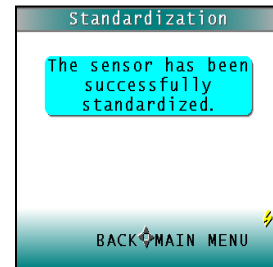 Standardization
The sensor has been
successfully
standardized.
BACK MAIN MENU